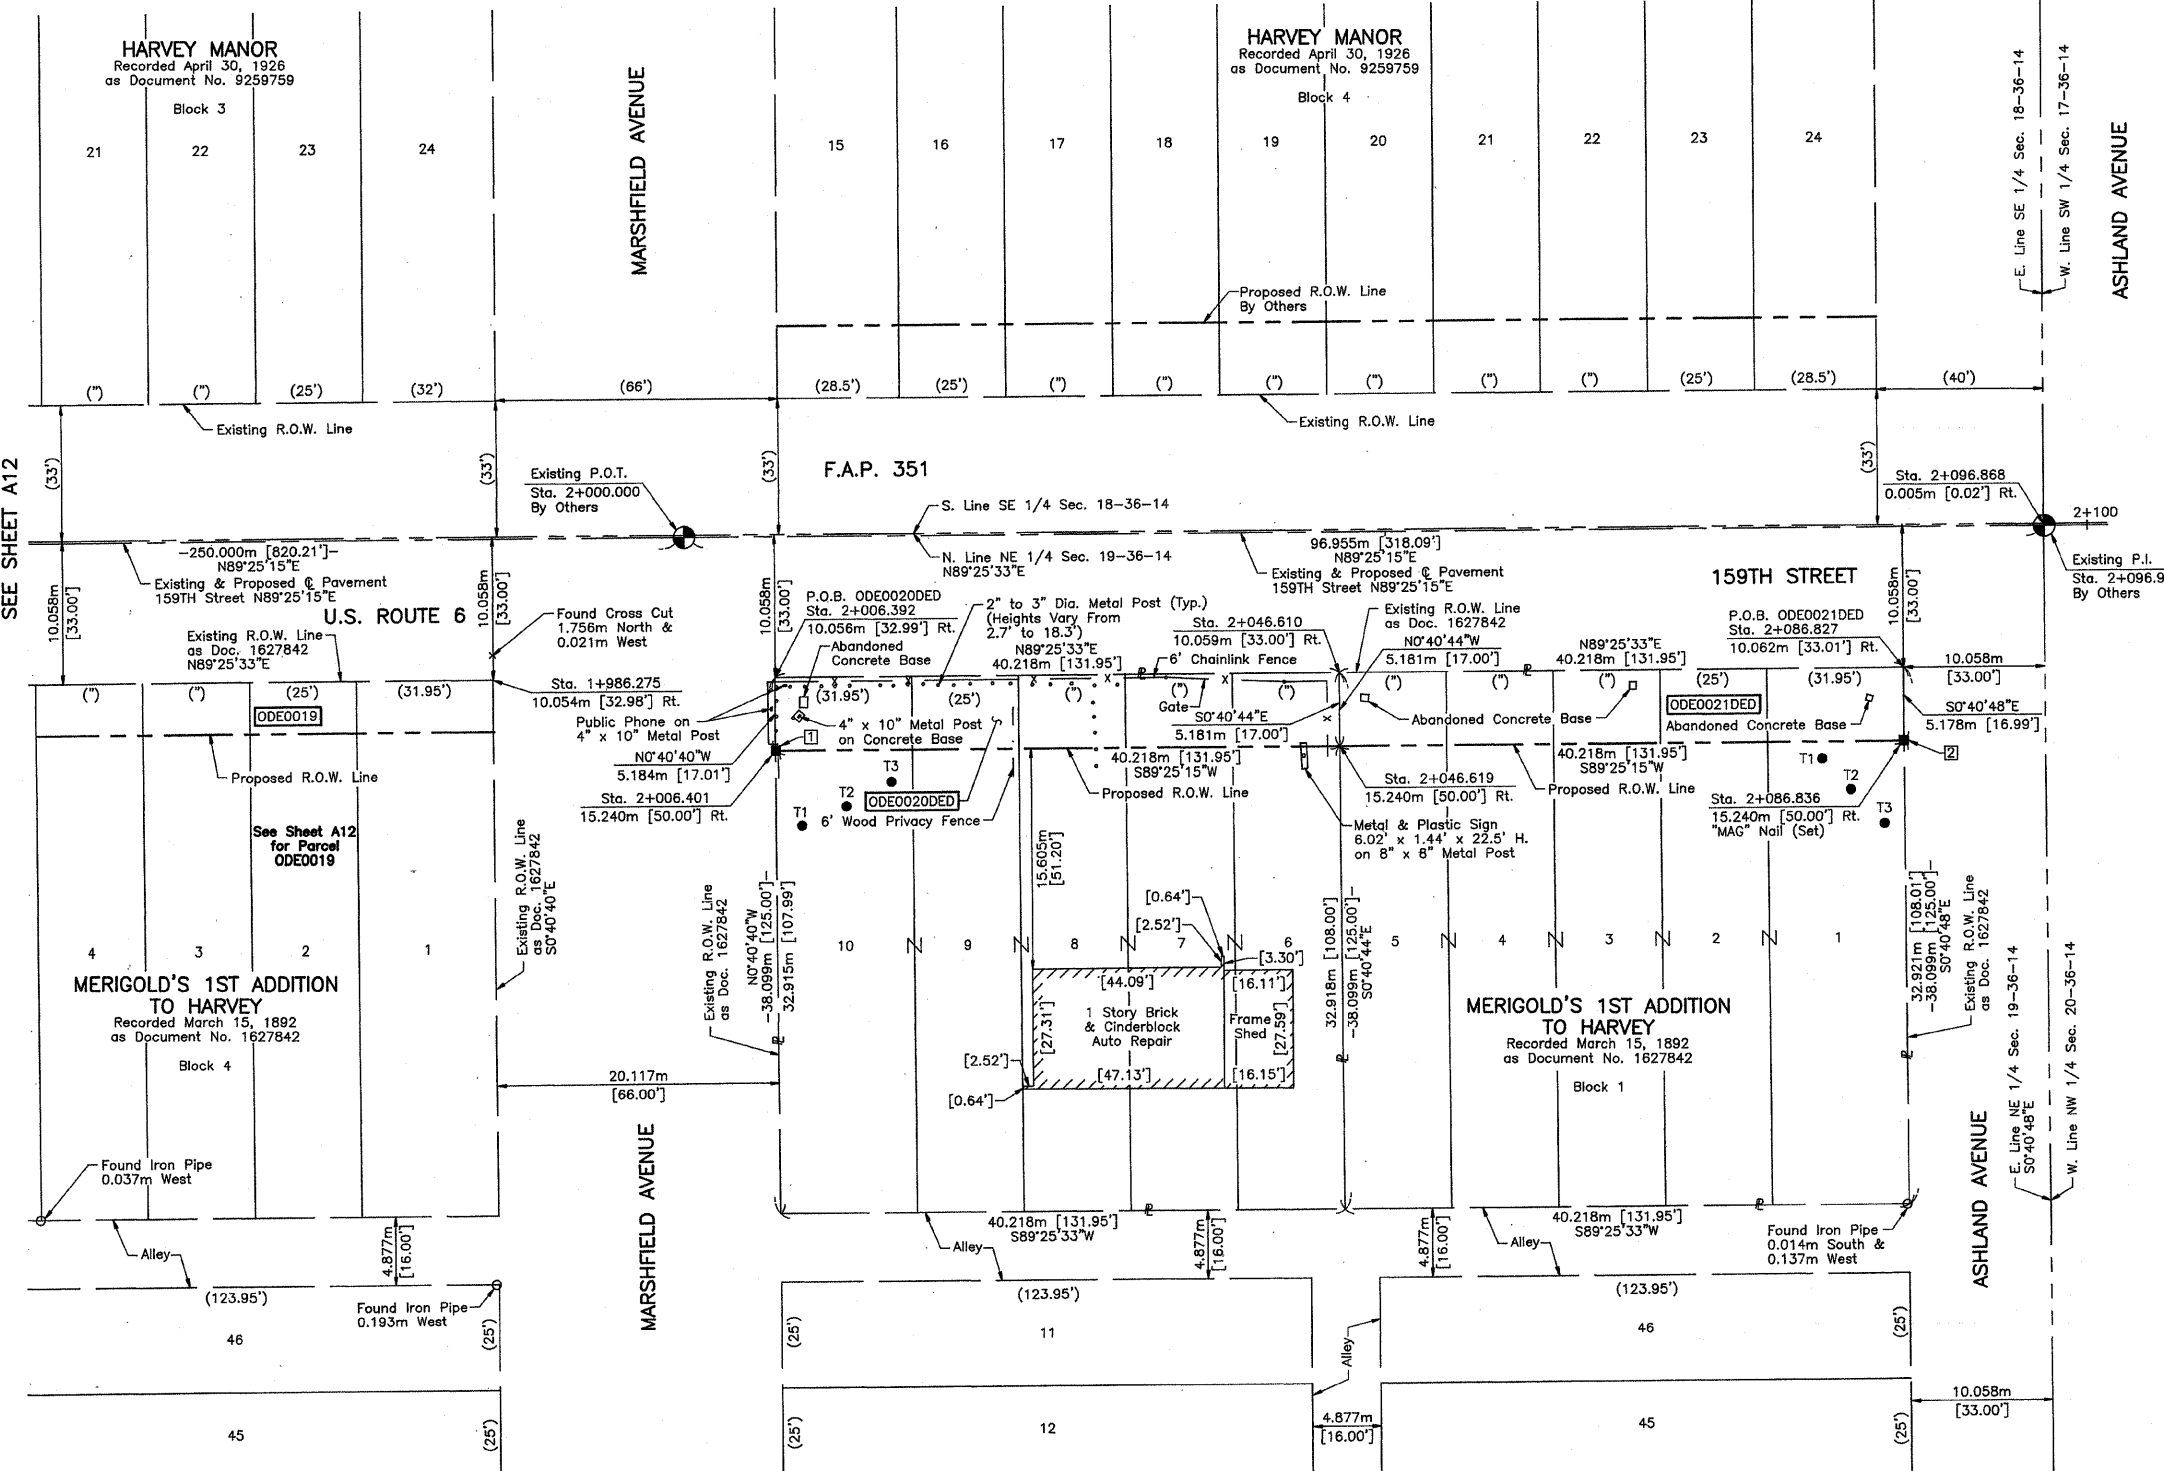 HARVEY MANOR
Recorded April 30, 1926
as Document No. 9259759
Block 3
21
22
23
24
MARSHFIELD AVENUE
HARVEY MANOR
Recorded April 30, 1926
as Document No. 9259759
Block 4
15
16
17
18
19
20
21
22
23
24
E. Line SE 1/4 Sec. 18-36-14
W. Line SW 1/4 Sec. 17-36-14
ASHLAND AVENUE
Proposed R.O.W. Line
By Others
(")
(")
(25')
(32')
(66')
(28.5')
(25')
(")
(")
(")
(")
(")
(")
(25')
(28.5')
(40')
Existing R.O.W. Line
Existing R.O.W. Line
SEE SHEET A12
(33')
(33')
(33')
(33')
Existing P.O.T.
Sta. 2+000.000
By Others
F.A.P. 351
S. Line SE 1/4 Sec. 18-36-14
N. Line NE 1/4 Sec. 19-36-14
N89°25'33"E
Sta. 2+096.868
0.005m [0.02'] Rt.
2+100
Existing P.I.
Sta. 2+096.9
By Others
-250.000m [820.21']-
N89°25'15"E
Existing & Proposed ℄ Pavement
159TH Street N89°25'15"E
U.S. ROUTE 6
96.955m [318.09']
N89°25'15"E
Existing & Proposed ℄ Pavement
159TH Street N89°25'15"E
159TH STREET
10.058m
[33.00']
10.058m
[33.00']
10.058m
[33.00']
10.058m
[33.00']
Existing R.O.W. Line
as Doc. 1627842
N89°25'33"E
Found Cross Cut
1.756m North &
0.021m West
P.O.B. ODE0020DED
Sta. 2+006.392
10.056m [32.99'] Rt.
Abandoned
Concrete Base
2" to 3" Dia. Metal Post (Typ.)
(Heights Vary From
2.7' to 18.3')
N89°25'33"E
40.218m [131.95']
Sta. 2+046.610
10.059m [33.00'] Rt.
6' Chainlink Fence
Existing R.O.W. Line
as Doc. 1627842
N0°40'44"W
5.181m [17.00']
N89°25'33"E
40.218m [131.95']
P.O.B. ODE0021DED
Sta. 2+086.827
10.062m [33.01'] Rt.
10.058m
[33.00']
(")
(")
(25')
(31.95')
ODE0019
Sta. 1+986.275
10.054m [32.98'] Rt.
Public Phone on
4" x 10" Metal Post
(31.95')
(25')
(")
(")
(")
4" x 10" Metal Post
on Concrete Base
1
Gate
S0°40'44"E
5.181m [17.00']
(")
(")
(")
(25')
(31.95')
Abandoned Concrete Base
ODE0021DED
Abandoned Concrete Base
S0°40'48"E
5.178m [16.99']
2
Proposed R.O.W. Line
N0°40'40"W
5.184m [17.01']
Sta. 2+006.401
15.240m [50.00'] Rt.
T3
T2
T1
ODE0020DED
6' Wood Privacy Fence
40.218m [131.95']
S89°25'15"W
Proposed R.O.W. Line
Sta. 2+046.619
15.240m [50.00'] Rt.
40.218m [131.95']
S89°25'15"W
Proposed R.O.W. Line
T1
T2
T3
Sta. 2+086.836
15.240m [50.00'] Rt.
"MAG" Nail (Set)
Metal & Plastic Sign
6.02' x 1.44' x 22.5' H.
on 8" x 8" Metal Post
See Sheet A12
for Parcel
ODE0019
Existing R.O.W. Line
as Doc. 1627842
S0°40'40"E
Existing R.O.W. Line
as Doc. 1627842
N0°40'40"W
-38.099m [125.00']-
32.915m [107.99']
15.605m
[51.20']
[0.64']
[2.52']
[3.30']
32.918m [108.00']
-38.099m [125.00']-
S0°40'44"E
32.921m [108.01']
-38.099m [125.00']-
S0°40'48"E
Existing R.O.W. Line
as Doc. 1627842
4
3
2
1
10
9
8
7
6
5
4
3
2
1
MERIGOLD'S 1ST ADDITION
TO HARVEY
Recorded March 15, 1892
as Document No. 1627842
Block 4
[44.09']
[16.11']
1 Story Brick
& Cinderblock
Auto Repair
[27.31']
Frame
Shed
[27.59']
[47.13']
[16.15']
[2.52']
[0.64']
MERIGOLD'S 1ST ADDITION
TO HARVEY
Recorded March 15, 1892
as Document No. 1627842
Block 1
20.117m
[66.00']
MARSHFIELD AVENUE
E. Line NE 1/4 Sec. 19-36-14
S0°40'48"E
W. Line NW 1/4 Sec. 20-36-14
ASHLAND AVENUE
Found Iron Pipe
0.037m West
Alley
4.877m
[16.00']
40.218m [131.95']
S89°25'33"W
Alley
4.877m
[16.00']
4.877m
[16.00']
40.218m [131.95']
S89°25'33"W
Alley
Found Iron Pipe
0.014m South &
0.137m West
(123.95')
Found Iron Pipe
0.193m West
(25')
(25')
(123.95')
(123.95')
(25')
46
11
46
Alley
45
(25')
(25')
12
4.877m
[16.00']
45
(25')
10.058m
[33.00']